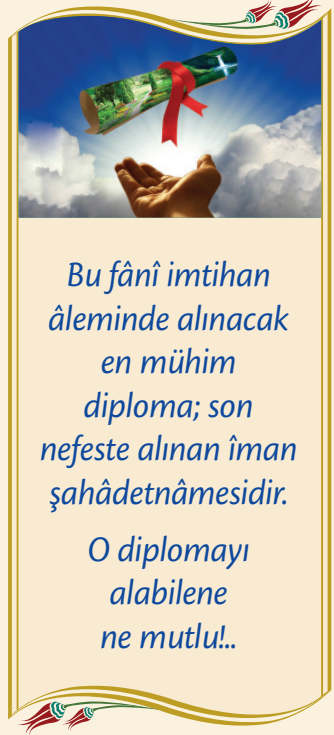 Bu fânî imtihan
âleminde alınacak
en mühim
diploma; son
nefeste alınan îman
şahâdetnâmesidir.
O diplomayı
alabilene
ne mutlu!..